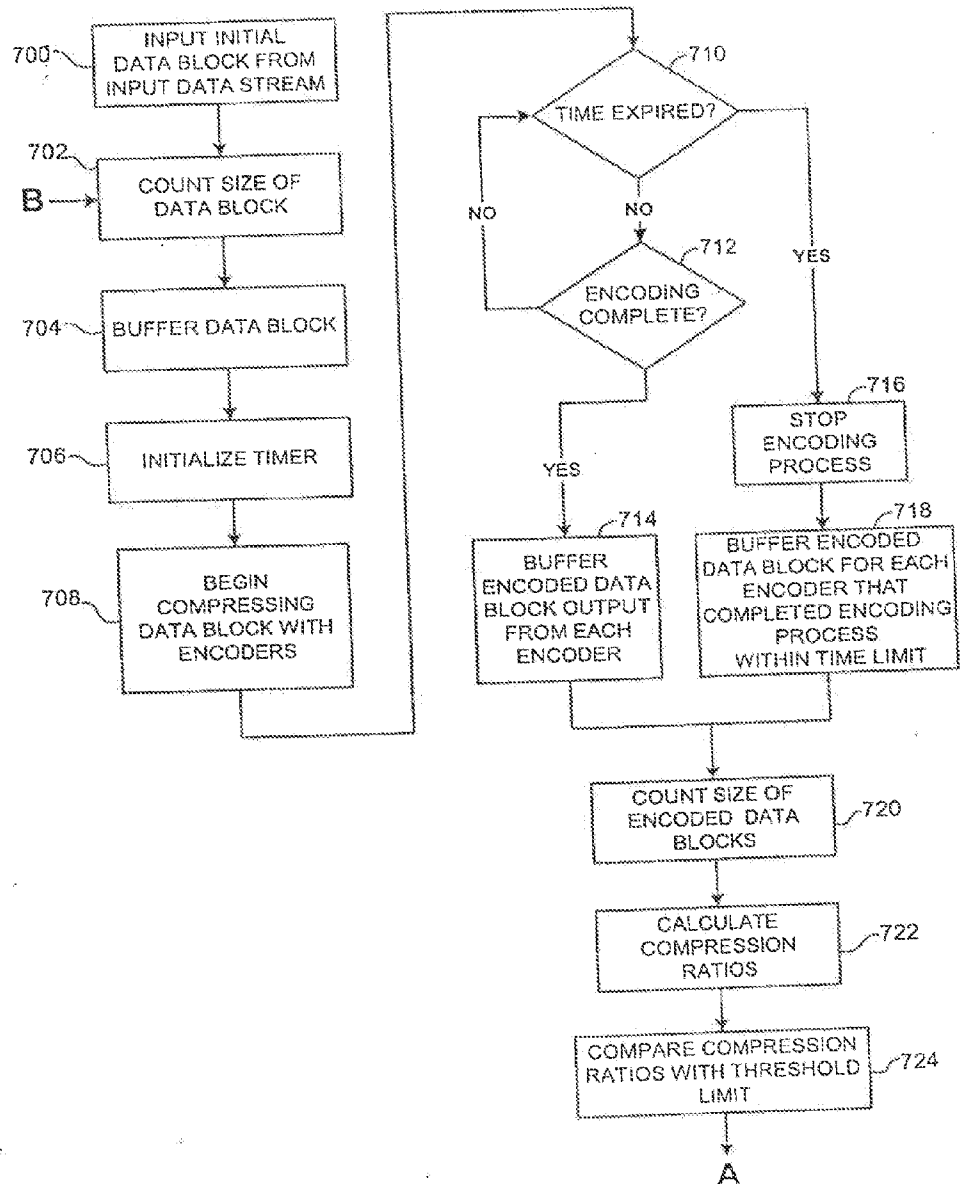 700
INPUT INITIAL
DATA BLOCK FROM
INPUT DATA STREAM
702
B
COUNT SIZE OF
DATA BLOCK
704
BUFFER DATA BLOCK
706
INITIALIZE TIMER
708
BEGIN
COMPRESSING
DATA BLOCK WITH
ENCODERS
710
TIME EXPIRED?
NO
NO
YES
712
ENCODING
COMPLETE?
YES
716
STOP
ENCODING
PROCESS
714
BUFFER
ENCODED DATA
BLOCK OUTPUT
FROM EACH
ENCODER
718
BUFFER ENCODED
DATA BLOCK FOR EACH
ENCODER THAT
COMPLETED ENCODING
PROCESS
WITHIN TIME LIMIT
COUNT SIZE OF
ENCODED DATA
BLOCKS
720
CALCULATE
COMPRESSION
RATIOS
722
COMPARE COMPRESSION
RATIOS WITH THRESHOLD
LIMIT
724
A